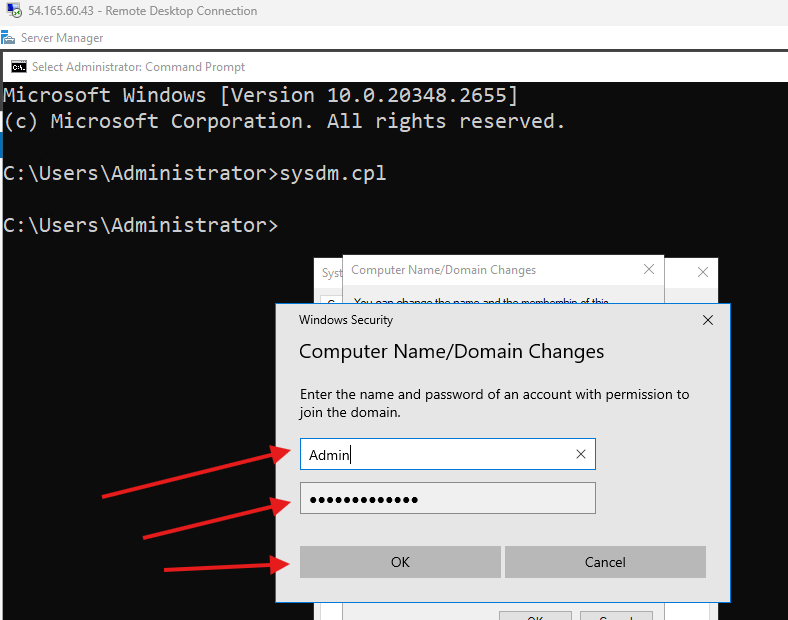 54.165.60.43 - Remote Desktop Connection
Server Manager
Select Administrator: Command Prompt
Microsoft Windows [Version 10.0.20348.2655]
(c) Microsoft Corporation. All rights reserved.
C:\Users\Administrator>sysdm.cpl
C:\Users\Administrator>
Syst
Computer Name/Domain Changes
You can change the name and the membership of this
Windows Security
Computer Name/Domain Changes
Enter the name and password of an account with permission to
join the domain.
Admin
●●●●●●●●●●●●●
OK
Cancel
OK
Cancel